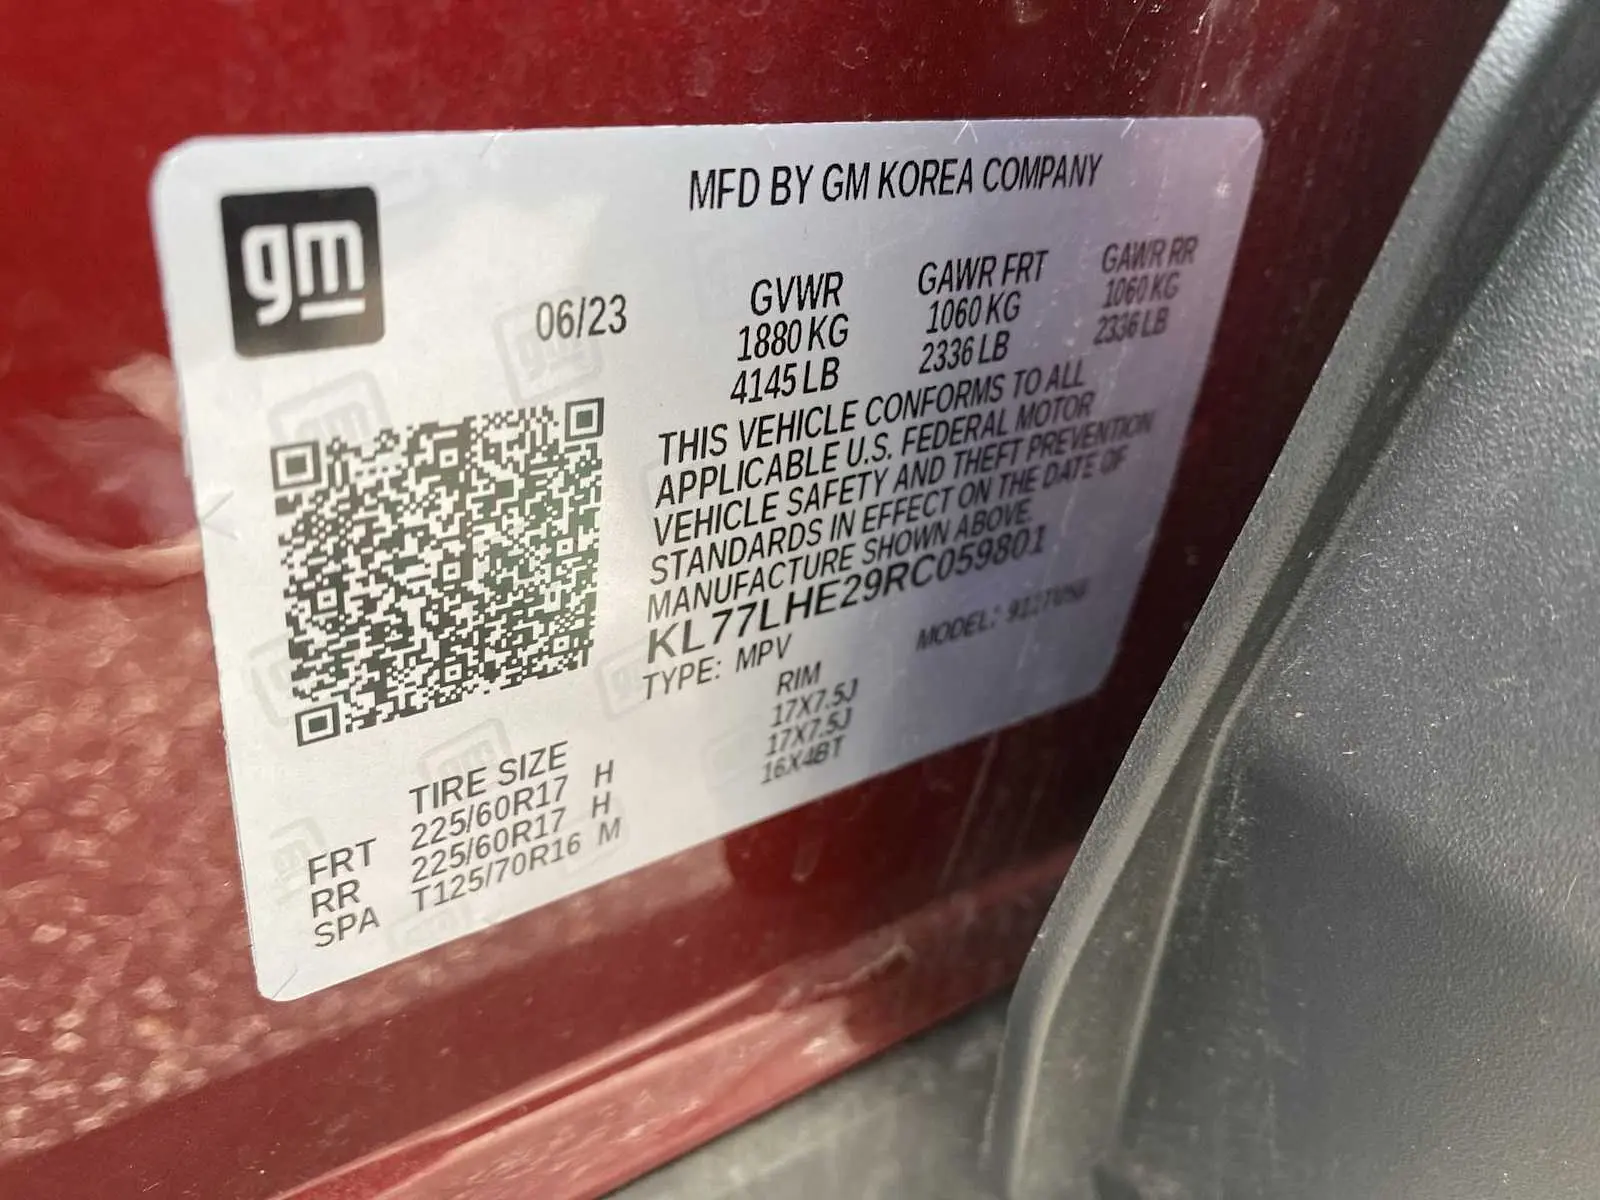 gm
MFD BY GM KOREA COMPANY
06/23
GVWR GAWR FRT GAWR RR
1880 KG 1060 KG 1060 KG
4145 LB 2336 LB 2336 LB
THIS VEHICLE CONFORMS TO ALL
APPLICABLE U.S. FEDERAL MOTOR
VEHICLE SAFETY AND THEFT PREVENTION
STANDARDS IN EFFECT ON THE DATE OF
MANUFACTURE SHOWN ABOVE.
KL77LHE29RC059801
TYPE: MPV MODEL:
TIRE SIZE RIM
FRT 225/60R17 H 17X7.5J
RR 225/60R17 H 17X7.5J
SPA T125/70R16 M 16X4BT